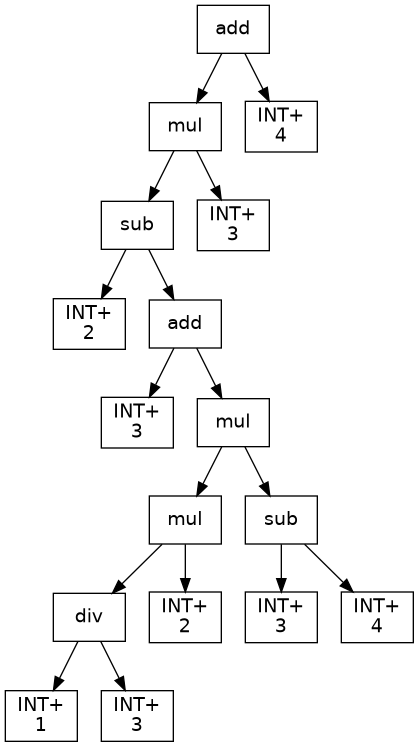 add
mul
INT+
4
sub
INT+
3
INT+
2
add
INT+
3
mul
mul
sub
div
INT+
2
INT+
3
INT+
4
INT+
1
INT+
3